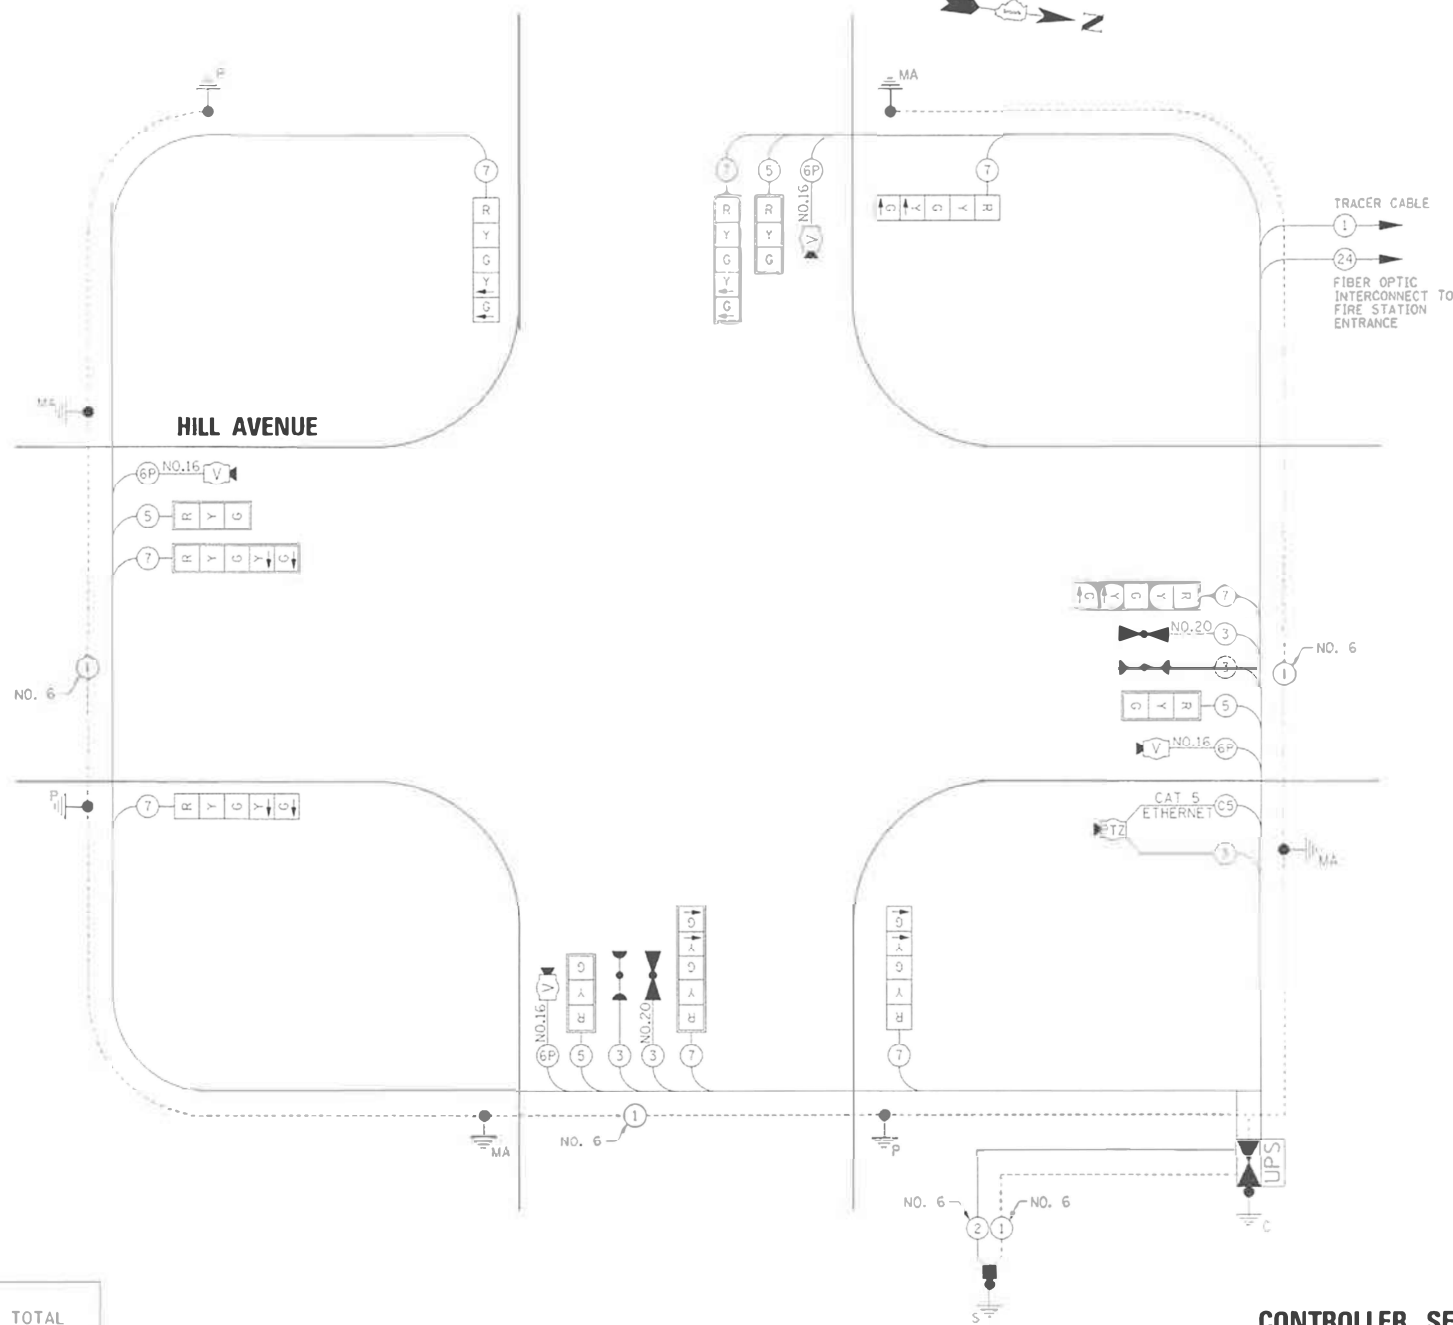 N
P
MA
7
R
Y
G
Y
G
7
R
Y
G
Y
G
5
R
Y
G
6P
NO.16
V
7
G Y G Y R
TRACER CABLE
1
24
FIBER OPTIC
INTERCONNECT TO
FIRE STATION
ENTRANCE
MA
HILL AVENUE
6P NO.16 V
5 R Y G
7 R Y G Y G
1
NO. 6
G Y G Y R 7
NO.20 3
3
G Y R 5
V NO.16 6P
NO. 6
1
P
7 R Y G Y G
CAT 5
ETHERNET C5
PTZ
3
MA
V
NO.16
6P
G
Y
R
5
3
NO.20
3
G
Y
G
Y
R
7
G
Y
G
Y
R
7
MA
1
NO. 6
P
UPS
C
NO. 6
2
1
NO. 6
S
TOTAL
CONTROLLER SE